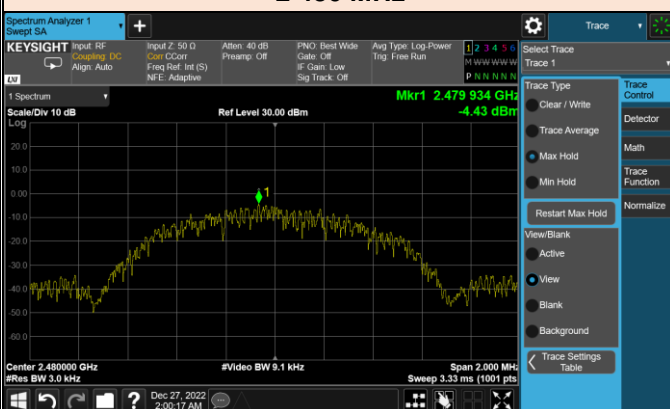 2 480 MHz
Spectrum Analyzer 1
Swept SA
Trace
KEYSIGHT
Input: RF
Coupling: DC
Align: Auto
Input Z: 50 Ω
Corr CCorr
Freq Ref: Int (S)
NFE: Adaptive
Atten: 40 dB
Preamp: Off
PNO: Best Wide
Gate: Off
IF Gain: Low
Sig Track: Off
Avg Type: Log-Power
Trig: Free Run
1 2 3 4 5 6
M W W W W W
P N N N N N
LXI
Select Trace
Trace 1
1 Spectrum
Scale/Div 10 dB
Log
Ref Level 30.00 dBm
Mkr1 2.479 934 GHz
-4.43 dBm
20.0
10.0
0.00
-10.0
-20.0
-30.0
-40.0
-50.0
-60.0
1
Center 2.480000 GHz
#Res BW 3.0 kHz
#Video BW 9.1 kHz
Span 2.000 MHz
Sweep 3.33 ms (1001 pts)
Trace Type
Clear / Write
Trace Average
Max Hold
Min Hold
Restart Max Hold
View/Blank
Active
View
Blank
Background
Trace Settings
Table
Trace
Control
Detector
Math
Trace
Function
Normalize
Dec 27, 2022
2:00:17 AM